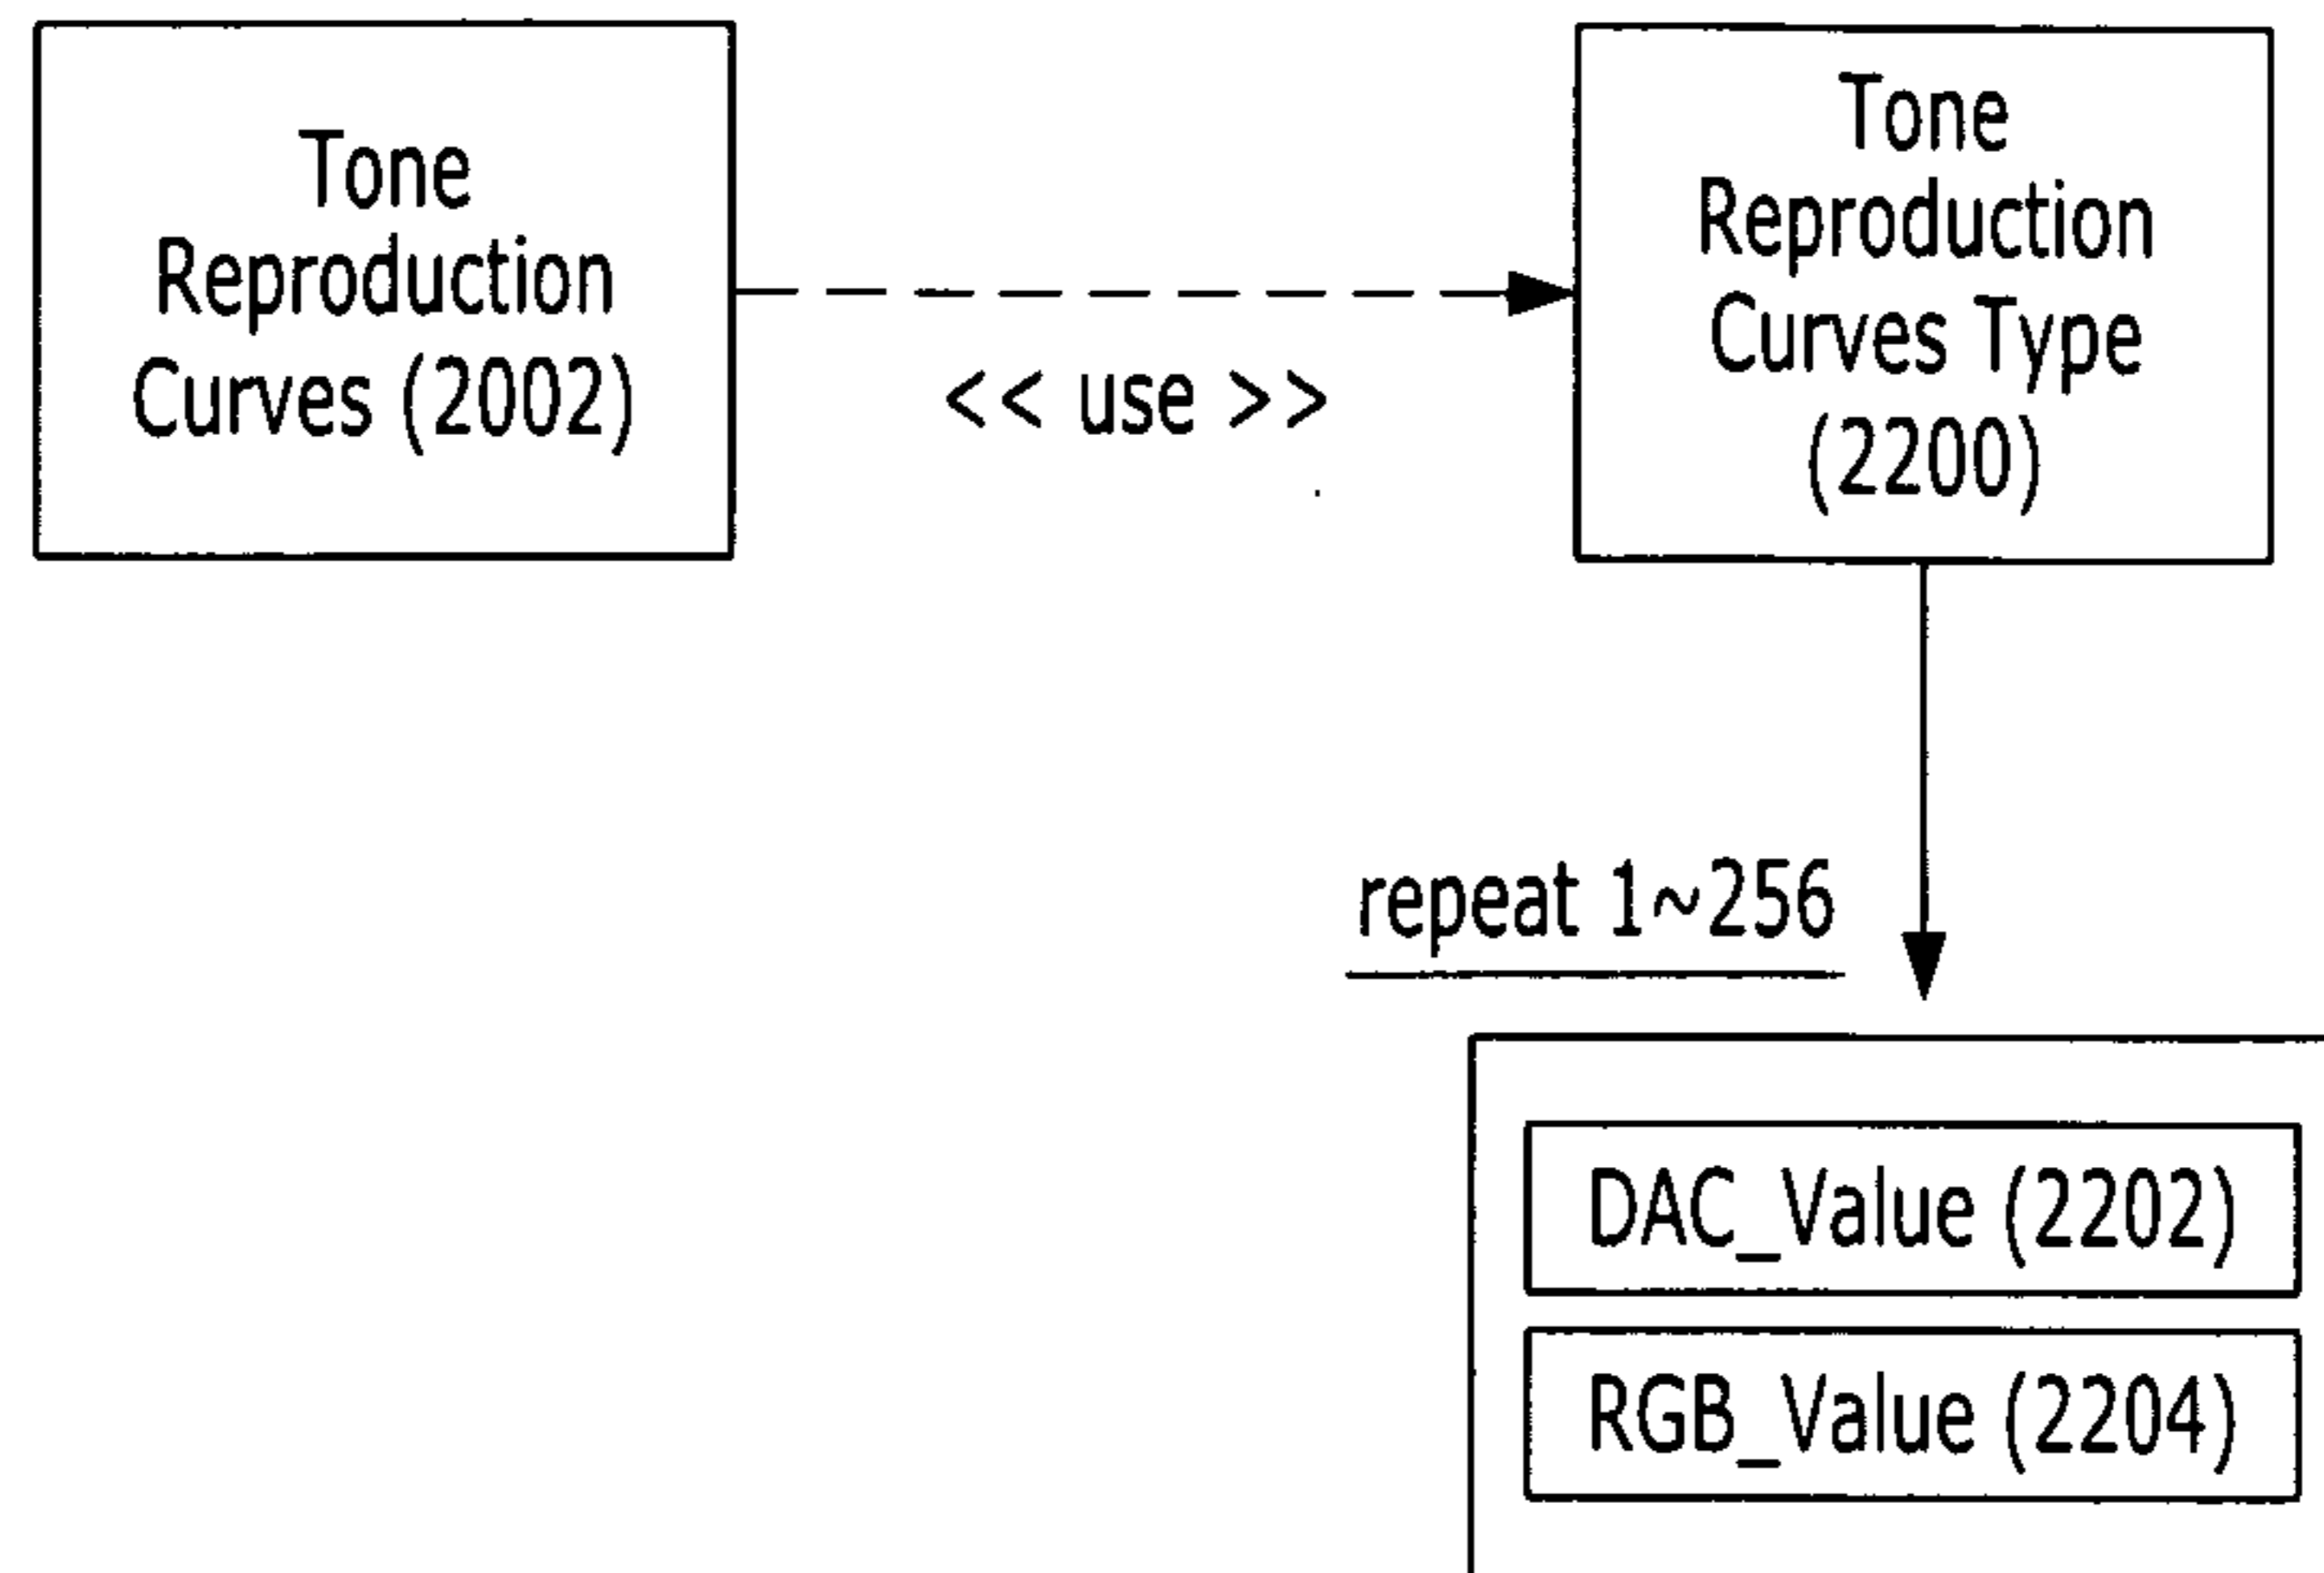 Tone
Reproduction
Curves (2002)
<< use >>
Tone
Reproduction
Curves Type
(2200)
repeat 1~256
DAC_Value (2202)
RGB_Value (2204)